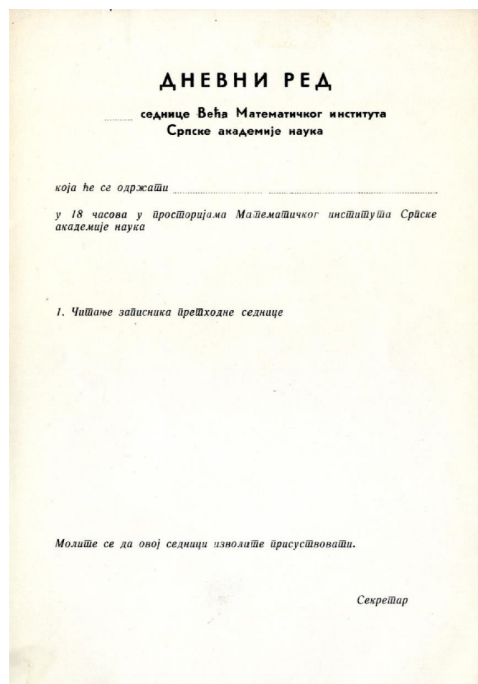 ДНЕВНИ РЕД
........ седнице Већа Математичког института
Српске академије наука
која ће се одржати ........................ ................................................
у 18 часова у просторијама Математичког института Српске
академије наука
1. Читање записника претходне седнице
Молите се да овој седници изволите присуствовати.
Секретар